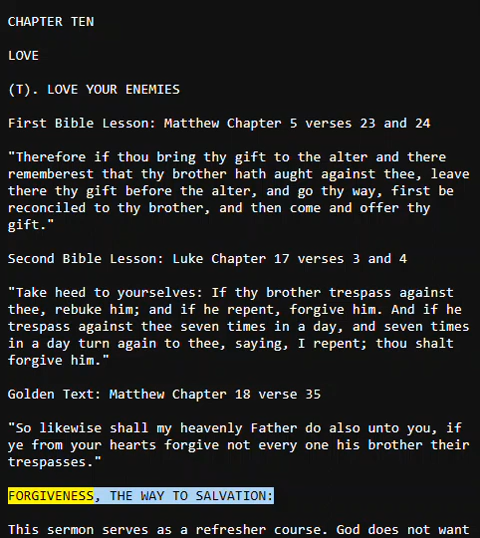 CHAPTER TEN
LOVE
(T). LOVE YOUR ENEMIES
First Bible Lesson: Matthew Chapter 5 verses 23 and 24
"Therefore if thou bring thy gift to the alter and there
rememberest that thy brother hath aught against thee, leave
there thy gift before the alter, and go thy way, first be
reconciled to thy brother, and then come and offer thy
gift."
Second Bible Lesson: Luke Chapter 17 verses 3 and 4
"Take heed to yourselves: If thy brother trespass against
thee, rebuke him; and if he repent, forgive him. And if he
trespass against thee seven times in a day, and seven times
in a day turn again to thee, saying, I repent; thou shalt
forgive him."
Golden Text: Matthew Chapter 18 verse 35
"So likewise shall my heavenly Father do also unto you, if
ye from your hearts forgive not every one his brother their
trespasses."
FORGIVENESS, THE WAY TO SALVATION:
This sermon serves as a refresher course. God does not want